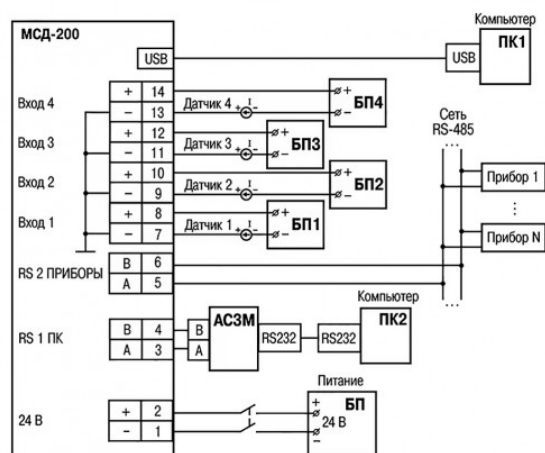 Компьютер
МСД-200
USB
USB
ПК1
Вход 4
+ 14
- 13
Датчик 4 + I -
+
-
БП4
Вход 3
+ 12
- 11
Датчик 3 + I -
+
-
БП3
Вход 2
+ 10
- 9
Датчик 2 + I -
+
-
БП2
Вход 1
+ 8
- 7
Датчик 1 + I -
+
-
БП1
Сеть
RS-485
...
Прибор 1
...
Прибор N
...
RS 2 ПРИБОРЫ
B 6
A 5
RS 1 ПК
B 4
A 3
B
A
АС3М
RS232
RS232
Компьютер
ПК2
24 В
+ 2
- 1
Питание
+
24 В
-
БП